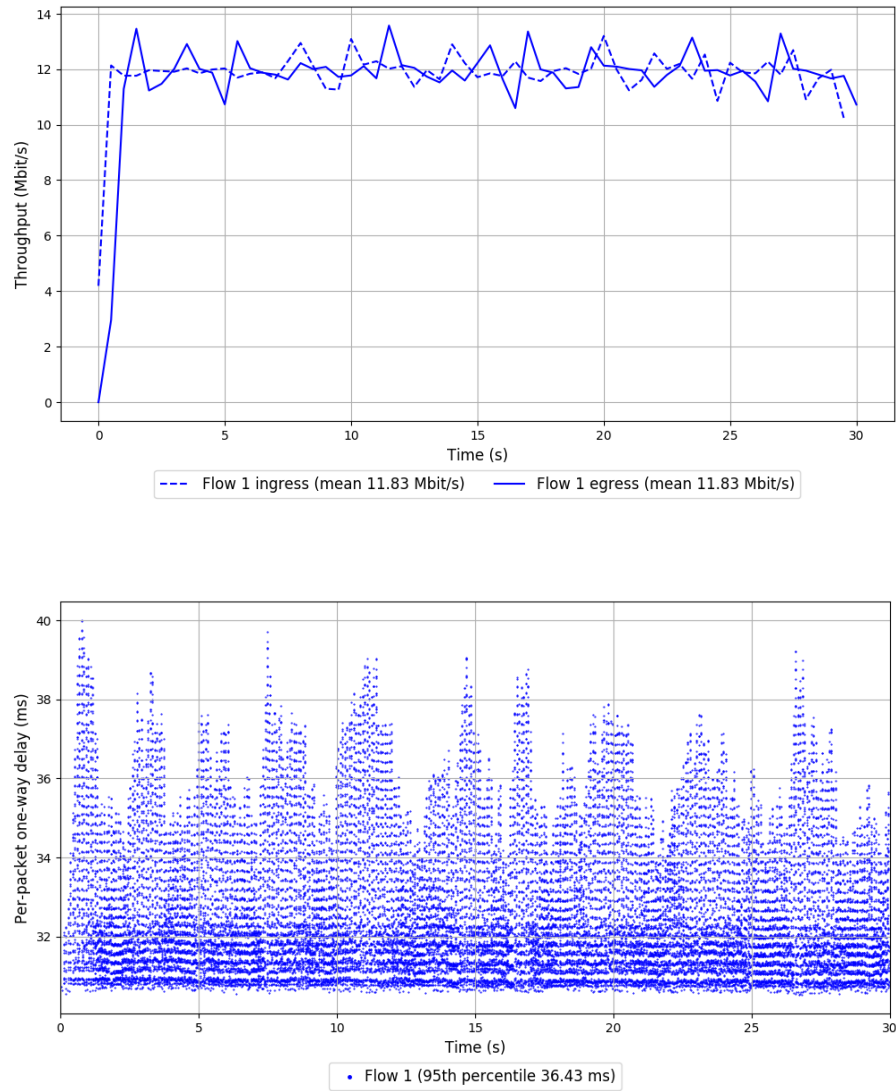 14
12
10
8
6
4
2
0
Throughput (Mbit/s)
0 5 10 15 20 25 30
Time (s)
Flow 1 ingress (mean 11.83 Mbit/s) Flow 1 egress (mean 11.83 Mbit/s)
40
38
36
34
32
Per-packet one-way delay (ms)
0 5 10 15 20 25 30
Time (s)
Flow 1 (95th percentile 36.43 ms)